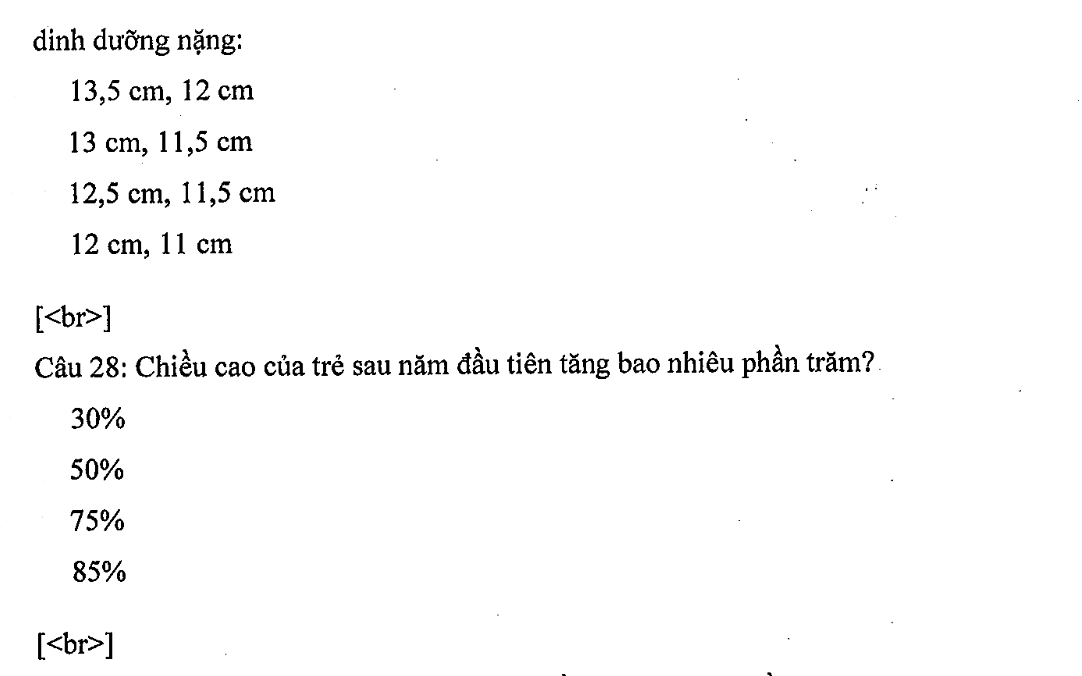 dinh dưỡng nặng:
13,5 cm, 12 cm
13 cm, 11,5 cm
12,5 cm, 11,5 cm
12 cm, 11 cm
[<br>]
Câu 28: Chiều cao của trẻ sau năm đầu tiên tăng bao nhiêu phần trăm?
30%
50%
75%
85%
[<br>]